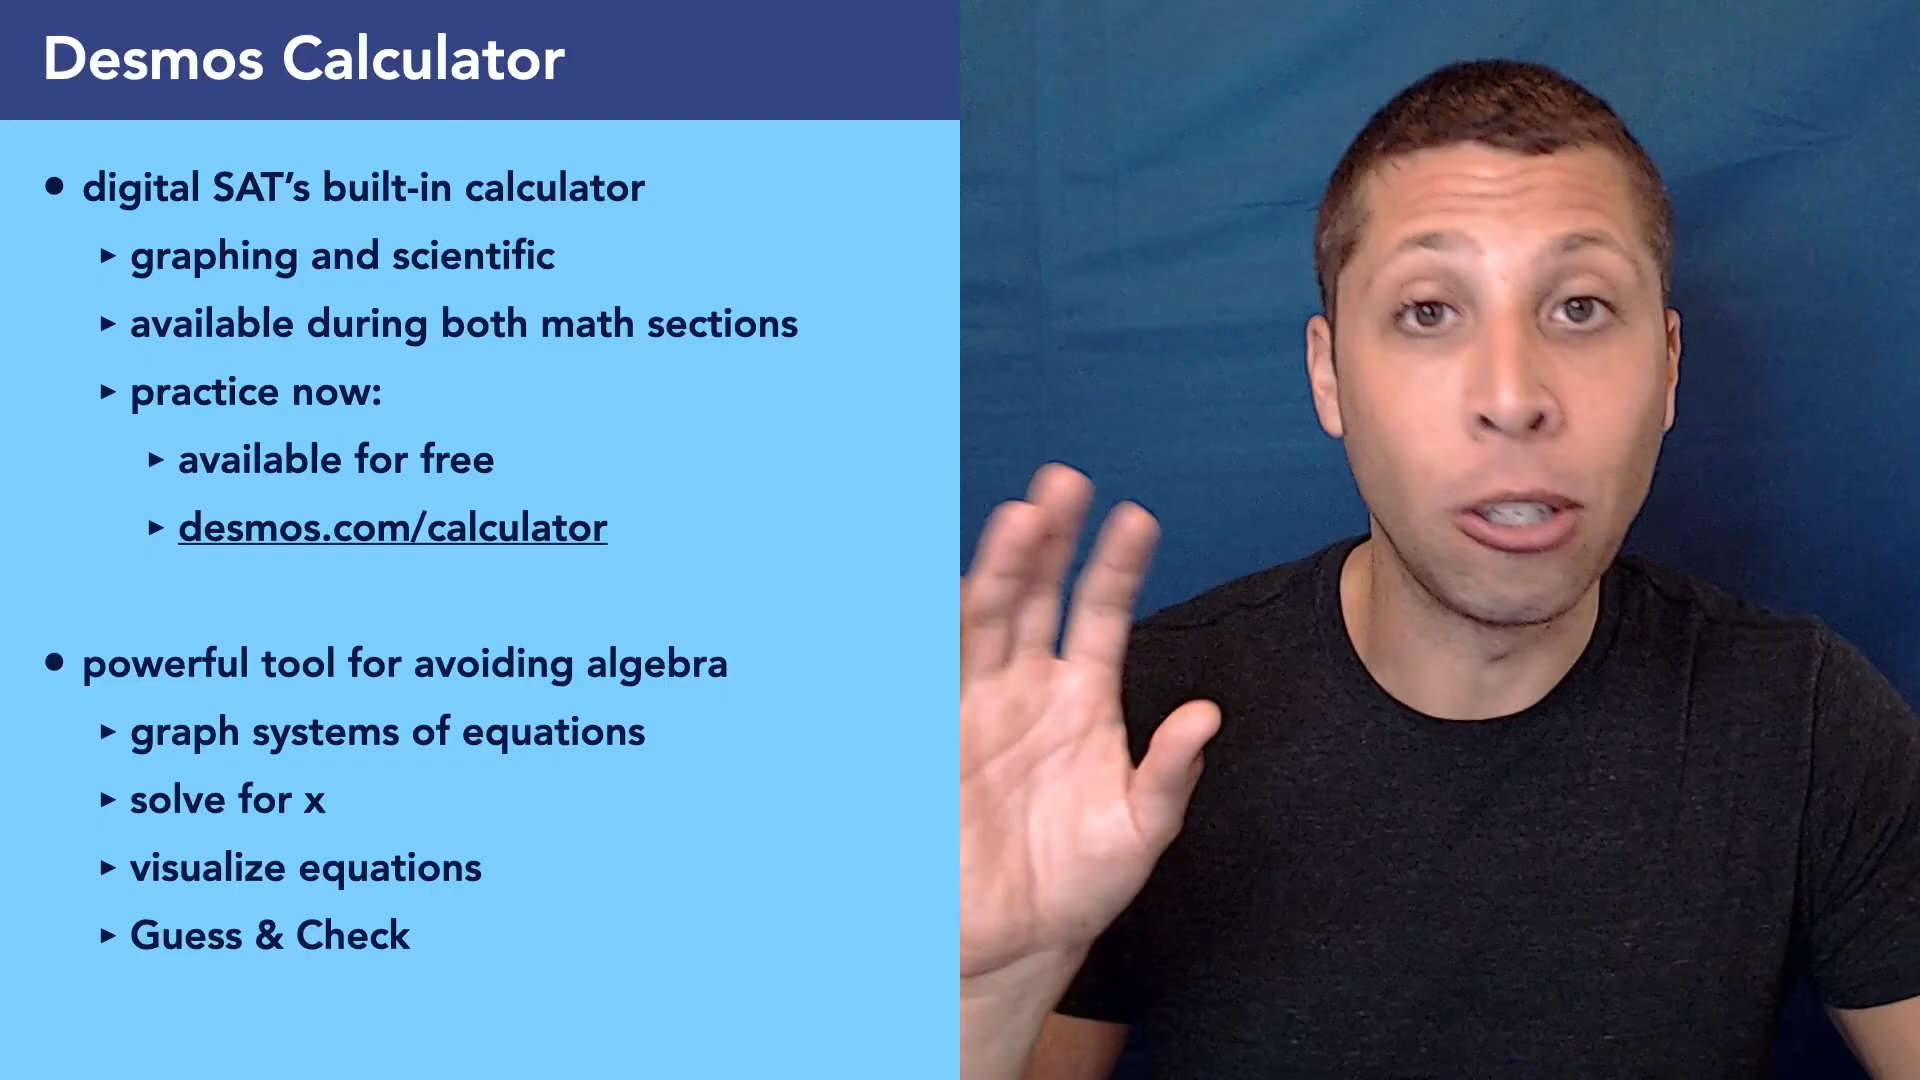 Desmos Calculator
• digital SAT’s built-in calculator
▸ graphing and scientific
▸ available during both math sections
▸ practice now:
▸ available for free
▸ desmos.com/calculator
• powerful tool for avoiding algebra
▸ graph systems of equations
▸ solve for x
▸ visualize equations
▸ Guess & Check